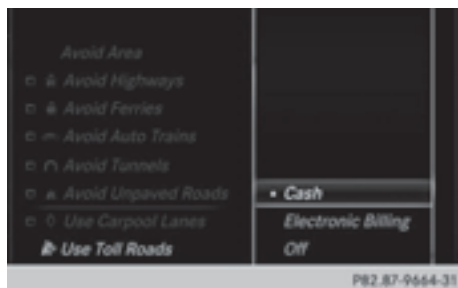 Avoid Area
Avoid Highways
Avoid Ferries
Avoid Auto Trains
Avoid Tunnels
Avoid Unpaved Roads
Use Carpool Lanes
Use Toll Roads
Cash
Electronic Billing
Off
P82.87-9664-31